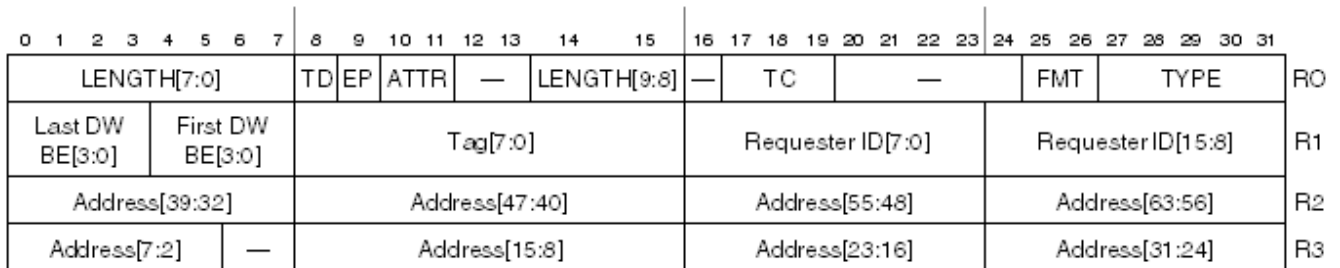 0 1 2 3 4 5 6 7 8 9 10 11 12 13 14 15 16 17 18 19 20 21 22 23 24 25 26 27 28 29 30 31
LENGTH[7:0] TD EP ATTR — LENGTH[9:8] — TC — FMT TYPE R0
Last DW First DW
BE[3:0] BE[3:0] Tag[7:0] Requester ID[7:0] Requester ID[15:8] R1
Address[39:32] Address[47:40] Address[55:48] Address[63:56] R2
Address[7:2] — Address[15:8] Address[23:16] Address[31:24] R3